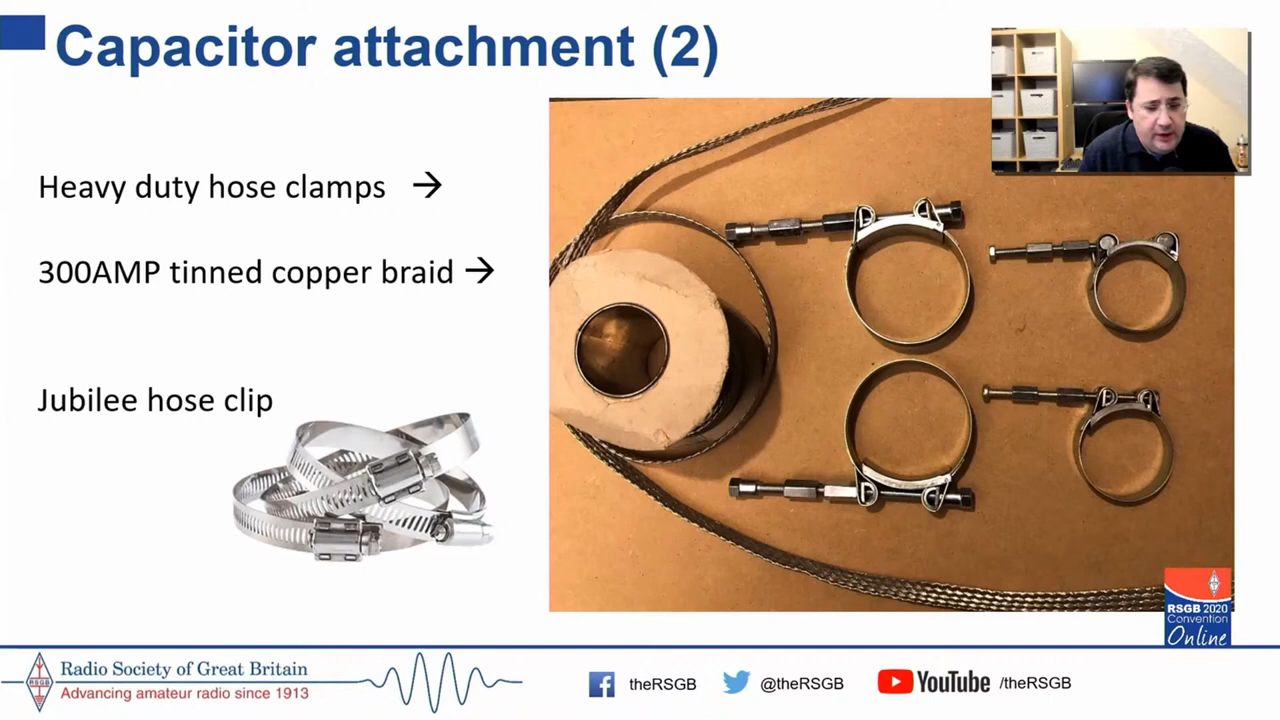 Capacitor attachment (2)
Heavy duty hose clamps →
300AMP tinned copper braid →
Jubilee hose clip
RSGB 2020
Convention
Online
RSGB
Radio Society of Great Britain
Advancing amateur radio since 1913
theRSGB
@theRSGB
YouTube /theRSGB